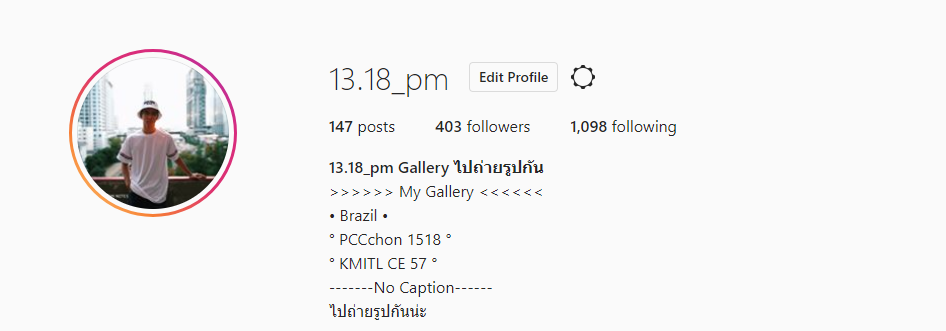 13.18_pm Edit Profile
147 posts 403 followers 1,098 following
13.18_pm Gallery ไปถ่ายรูปกัน
>>>>>> My Gallery <<<<<<
• Brazil •
° PCCchon 1518 °
° KMITL CE 57 °
-------No Caption------
ไปถ่ายรูปกันน่ะ